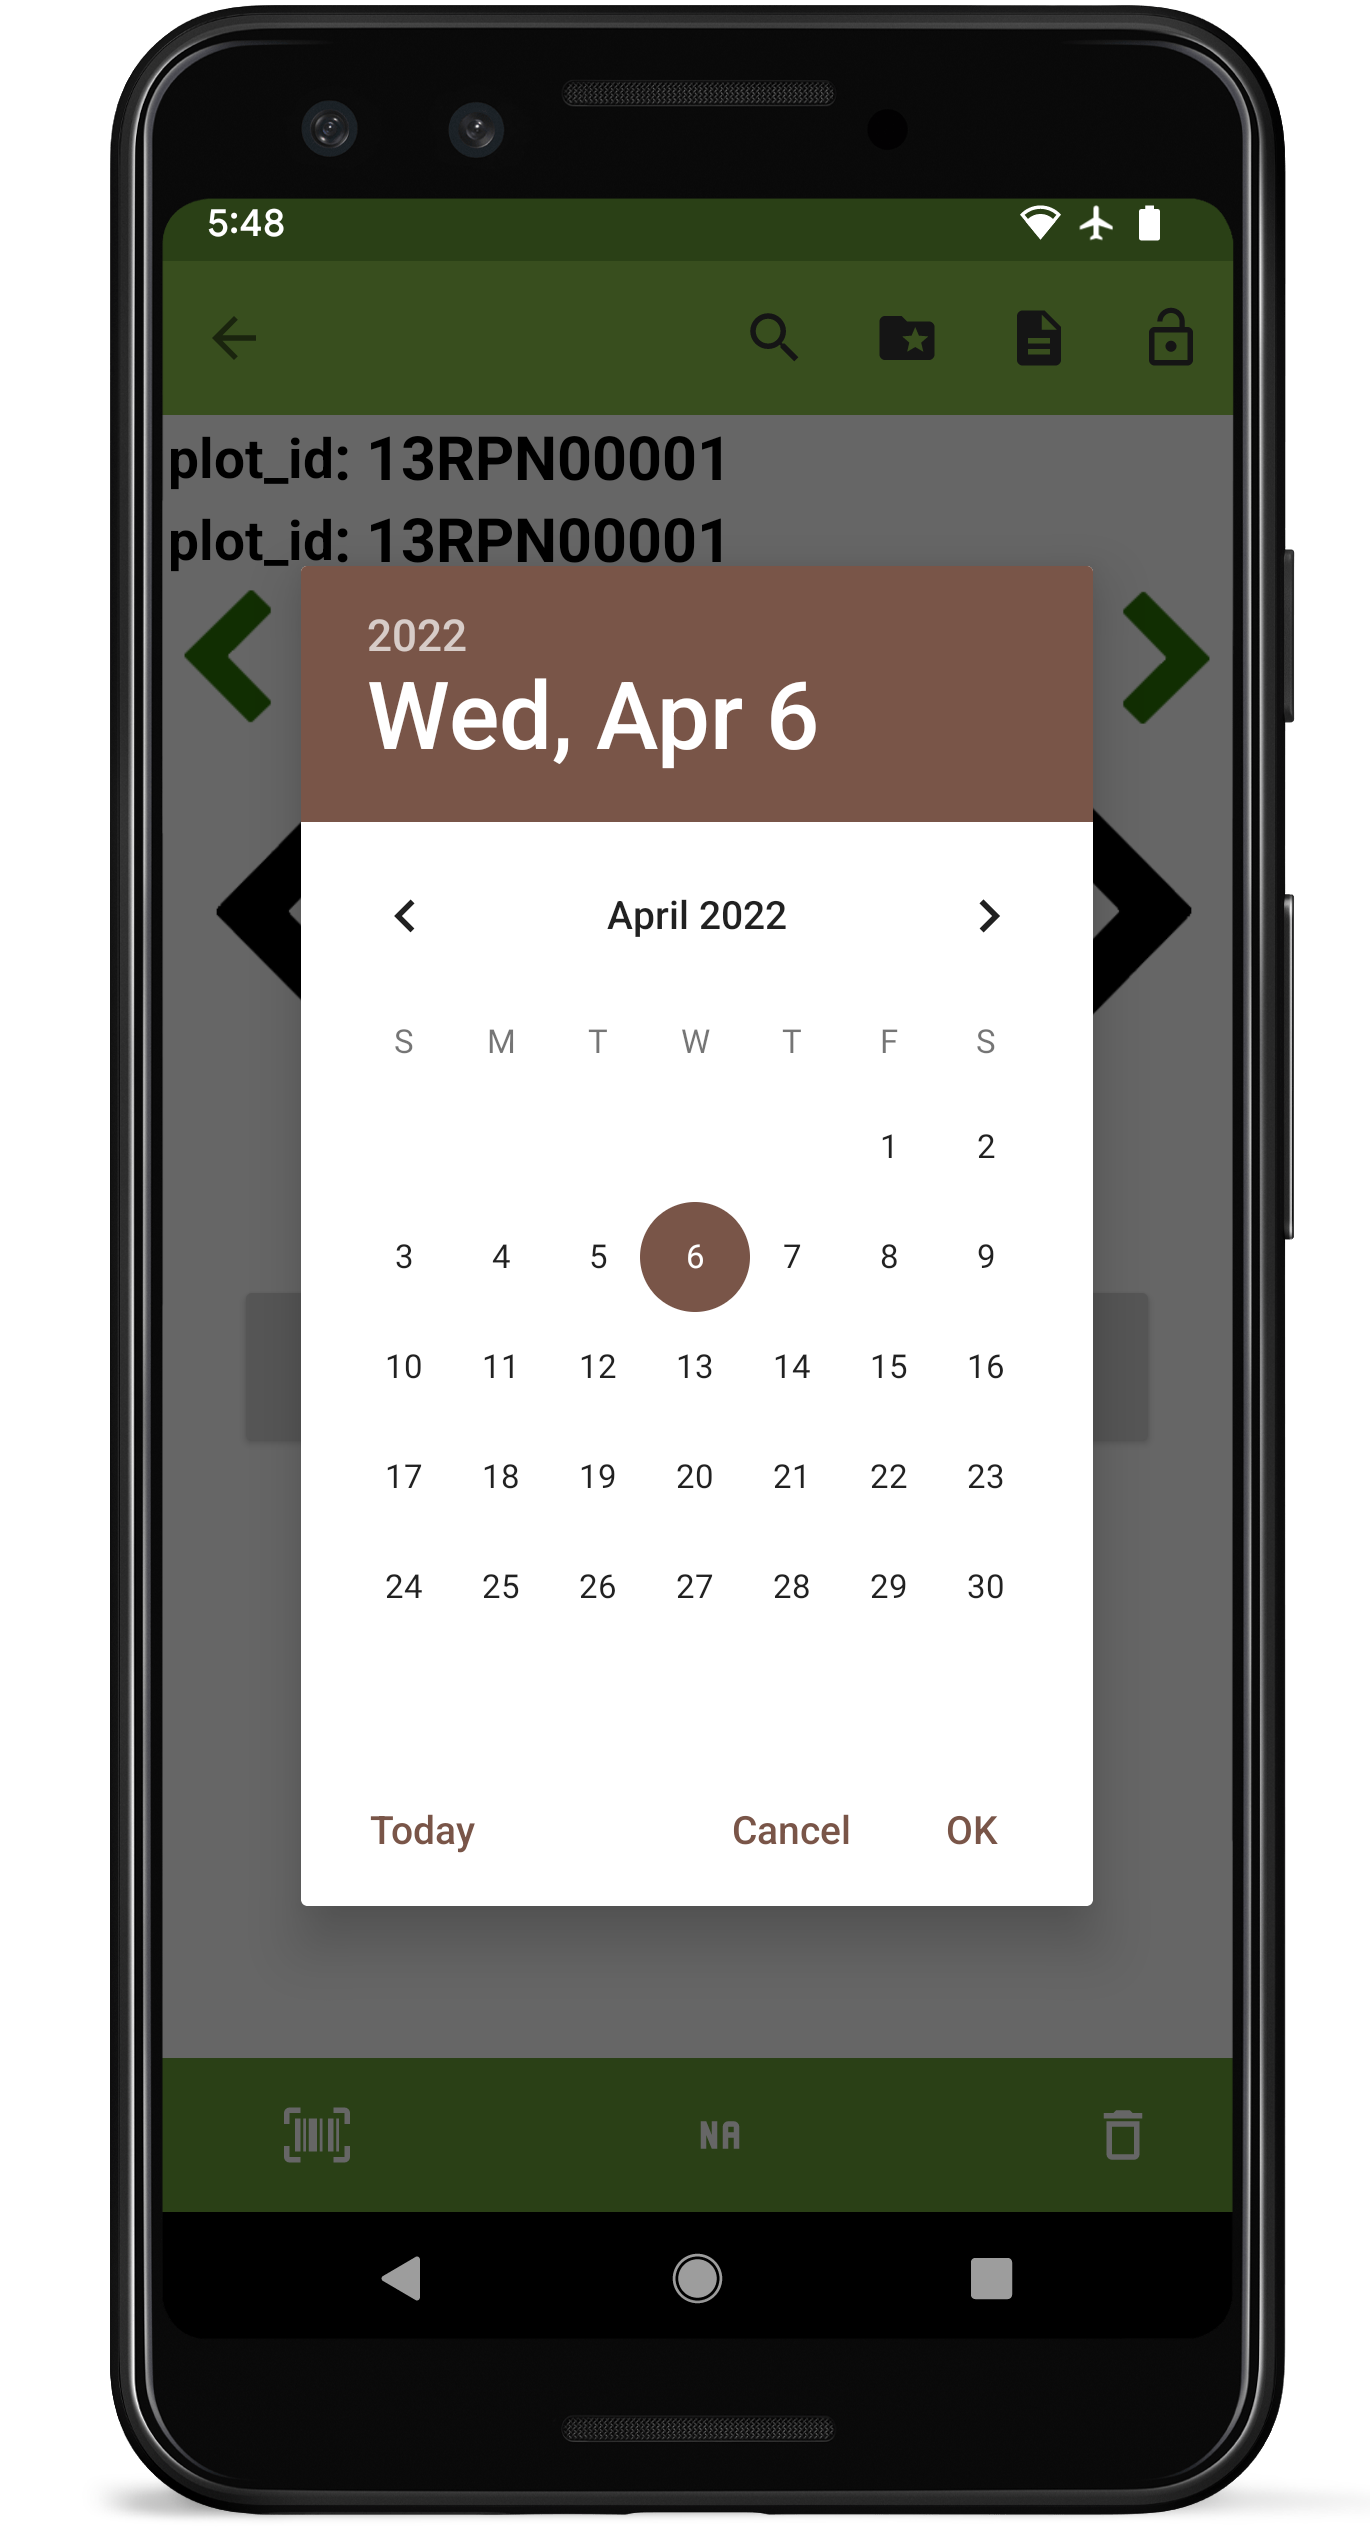 5:48
plot_id: 13RPN00001
plot_id: 13RPN00001
2022
Wed, Apr 6
April 2022
S M T W T F S
1 2
3 4 5 6 7 8 9
10 11 12 13 14 15 16
17 18 19 20 21 22 23
24 25 26 27 28 29 30
Today Cancel OK
NA